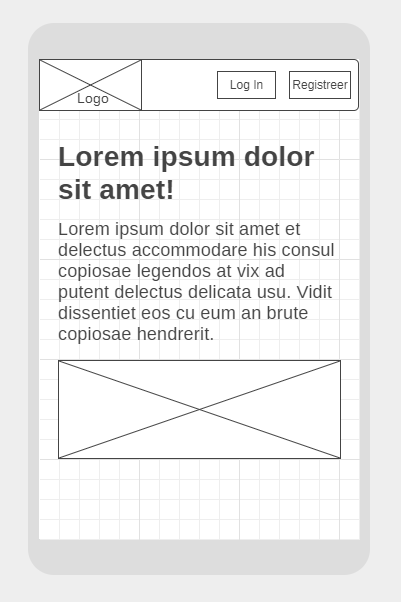 Logo
Log In
Registreer
Lorem ipsum dolor
sit amet!
Lorem ipsum dolor sit amet et
delectus accommodare his consul
copiosae legendos at vix ad
putent delectus delicata usu. Vidit
dissentiet eos cu eum an brute
copiosae hendrerit.